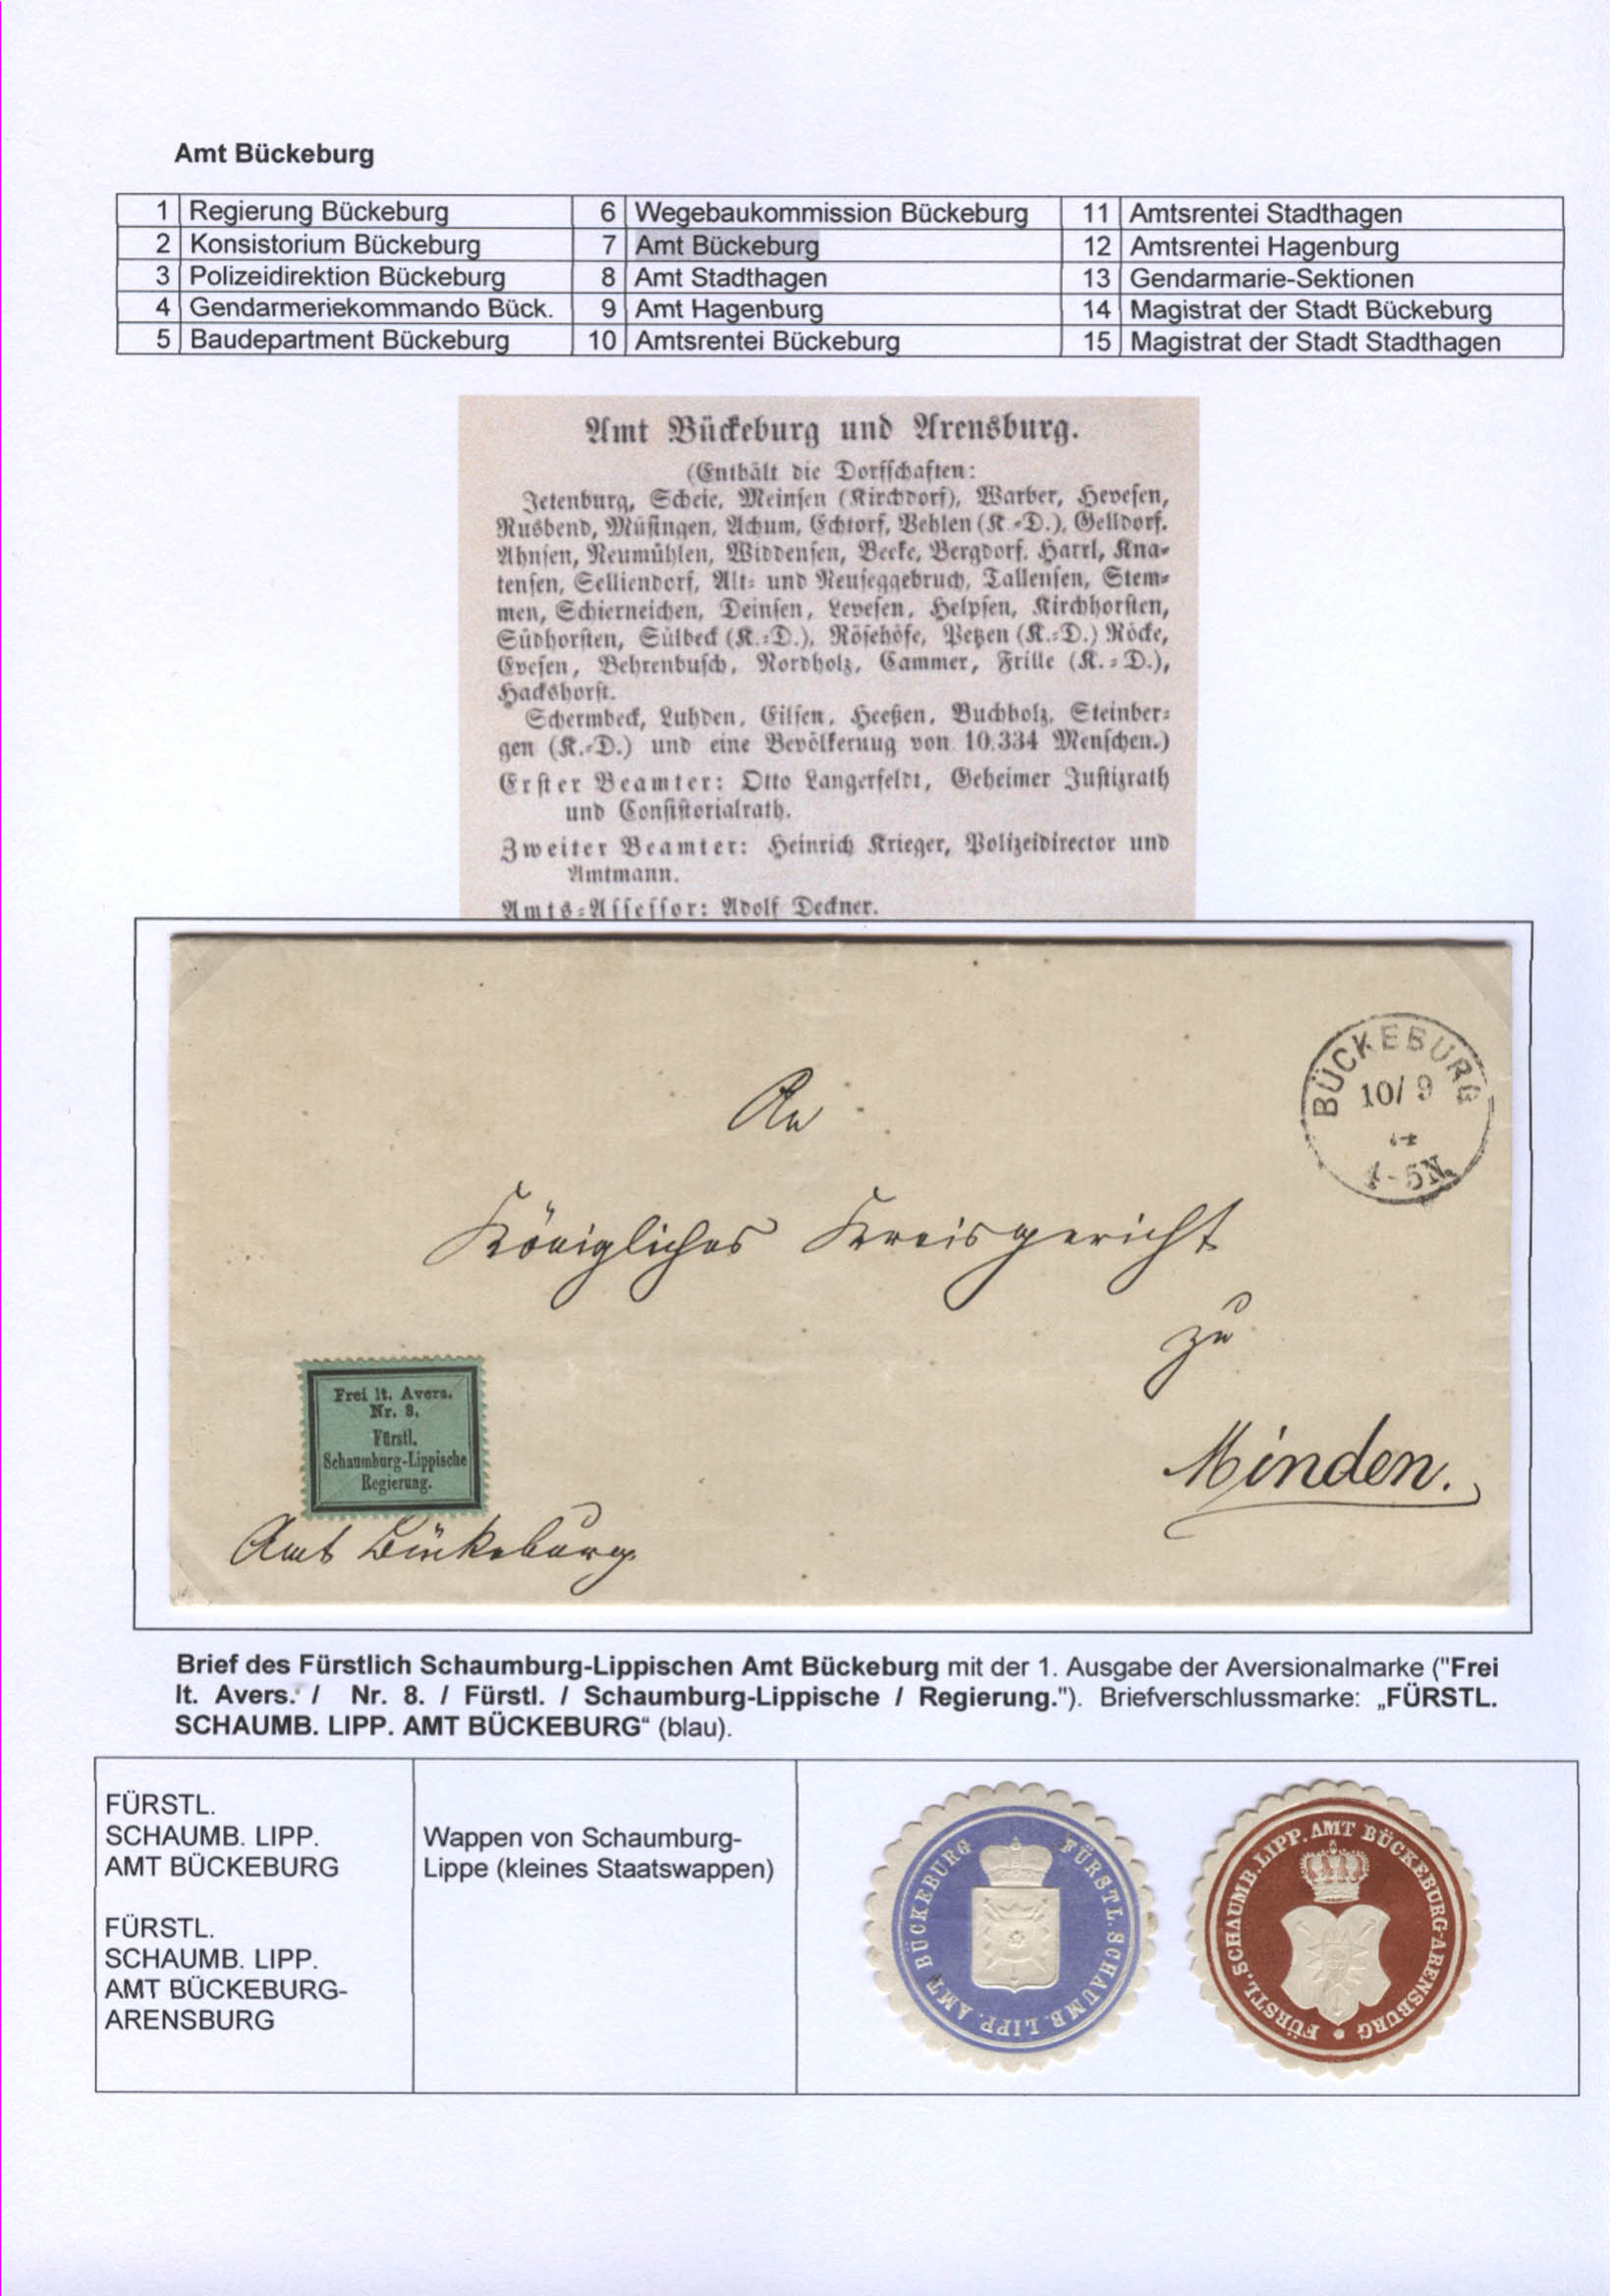 Amt Bückeburg
1 Regierung Bückeburg 6 Wegebaukommission Bückeburg 11 Amtsrentei Stadthagen
2 Konsistorium Bückeburg 7 Amt Bückeburg 12 Amtsrentei Hagenburg
3 Polizeidirektion Bückeburg 8 Amt Stadthagen 13 Gendarmarie-Sektionen
4 Gendarmeriekommando Bück. 9 Amt Hagenburg 14 Magistrat der Stadt Bückeburg
5 Baudepartment Bückeburg 10 Amtsrentei Bückeburg 15 Magistrat der Stadt Stadthagen
Amt Bückeburg und Arensburg.
(Enthält die Dorfschaften:
Jetenburg, Scheie, Meinsen (Kirchdorf), Warber, Hevesen,
Rusbend, Müsingen, Achum, Echtorf, Vehlen (K.-D.), Gelldorf.
Ahnsen, Neumühlen, Widdensen, Beeke, Bergdorf, Harrl, Kna-
tensen, Selliendorf, Alt- und Neuseggebruch, Tallensen, Stem-
men, Schierneichen, Deinsen, Levesen, Helpsen, Kirchhorsten,
Südhorsten, Sülbeck (K.-D.), Rösehöfe, Petzen (K.-D.) Röcke,
Evesen, Behrenbusch, Nordholz, Cammer, Frille (K.-D.),
Hackshorst.
Schermbeck, Luhden, Eilsen, Heeßen, Buchholz, Steinber-
gen (K.-D.) und eine Bevölkerung von 10.334 Menschen.)
Erster Beamter: Otto Langerfeldt, Geheimer Justizrath
und Consistorialrath.
Zweiter Beamter: Heinrich Krieger, Polizeidirector und
Amtmann.
Amts-Assessor: Adolf Deckner.
BÜCKEBURG
10/ 9
4-5N.
An
Königliches Kreisgericht
zu
Minden.
Frei lt. Avers.
Nr. 8.
Fürstl.
Schaumburg-Lippische
Regierung.
Amt Bückeburg
Brief des Fürstlich Schaumburg-Lippischen Amt Bückeburg mit der 1. Ausgabe der Aversionalmarke ("Frei
lt. Avers. / Nr. 8. / Fürstl. / Schaumburg-Lippische / Regierung."). Briefverschlussmarke: „FÜRSTL.
SCHAUMB. LIPP. AMT BÜCKEBURG“ (blau).
FÜRSTL.
SCHAUMB. LIPP.
AMT BÜCKEBURG
FÜRSTL.
SCHAUMB. LIPP.
AMT BÜCKEBURG-
ARENSBURG
Wappen von Schaumburg-
Lippe (kleines Staatswappen)
FÜRSTL. SCHAUMB. LIPP. AMT BÜCKEBURG
FÜRSTL. SCHAUMB. LIPP. AMT BÜCKEBURG-ARENSBURG